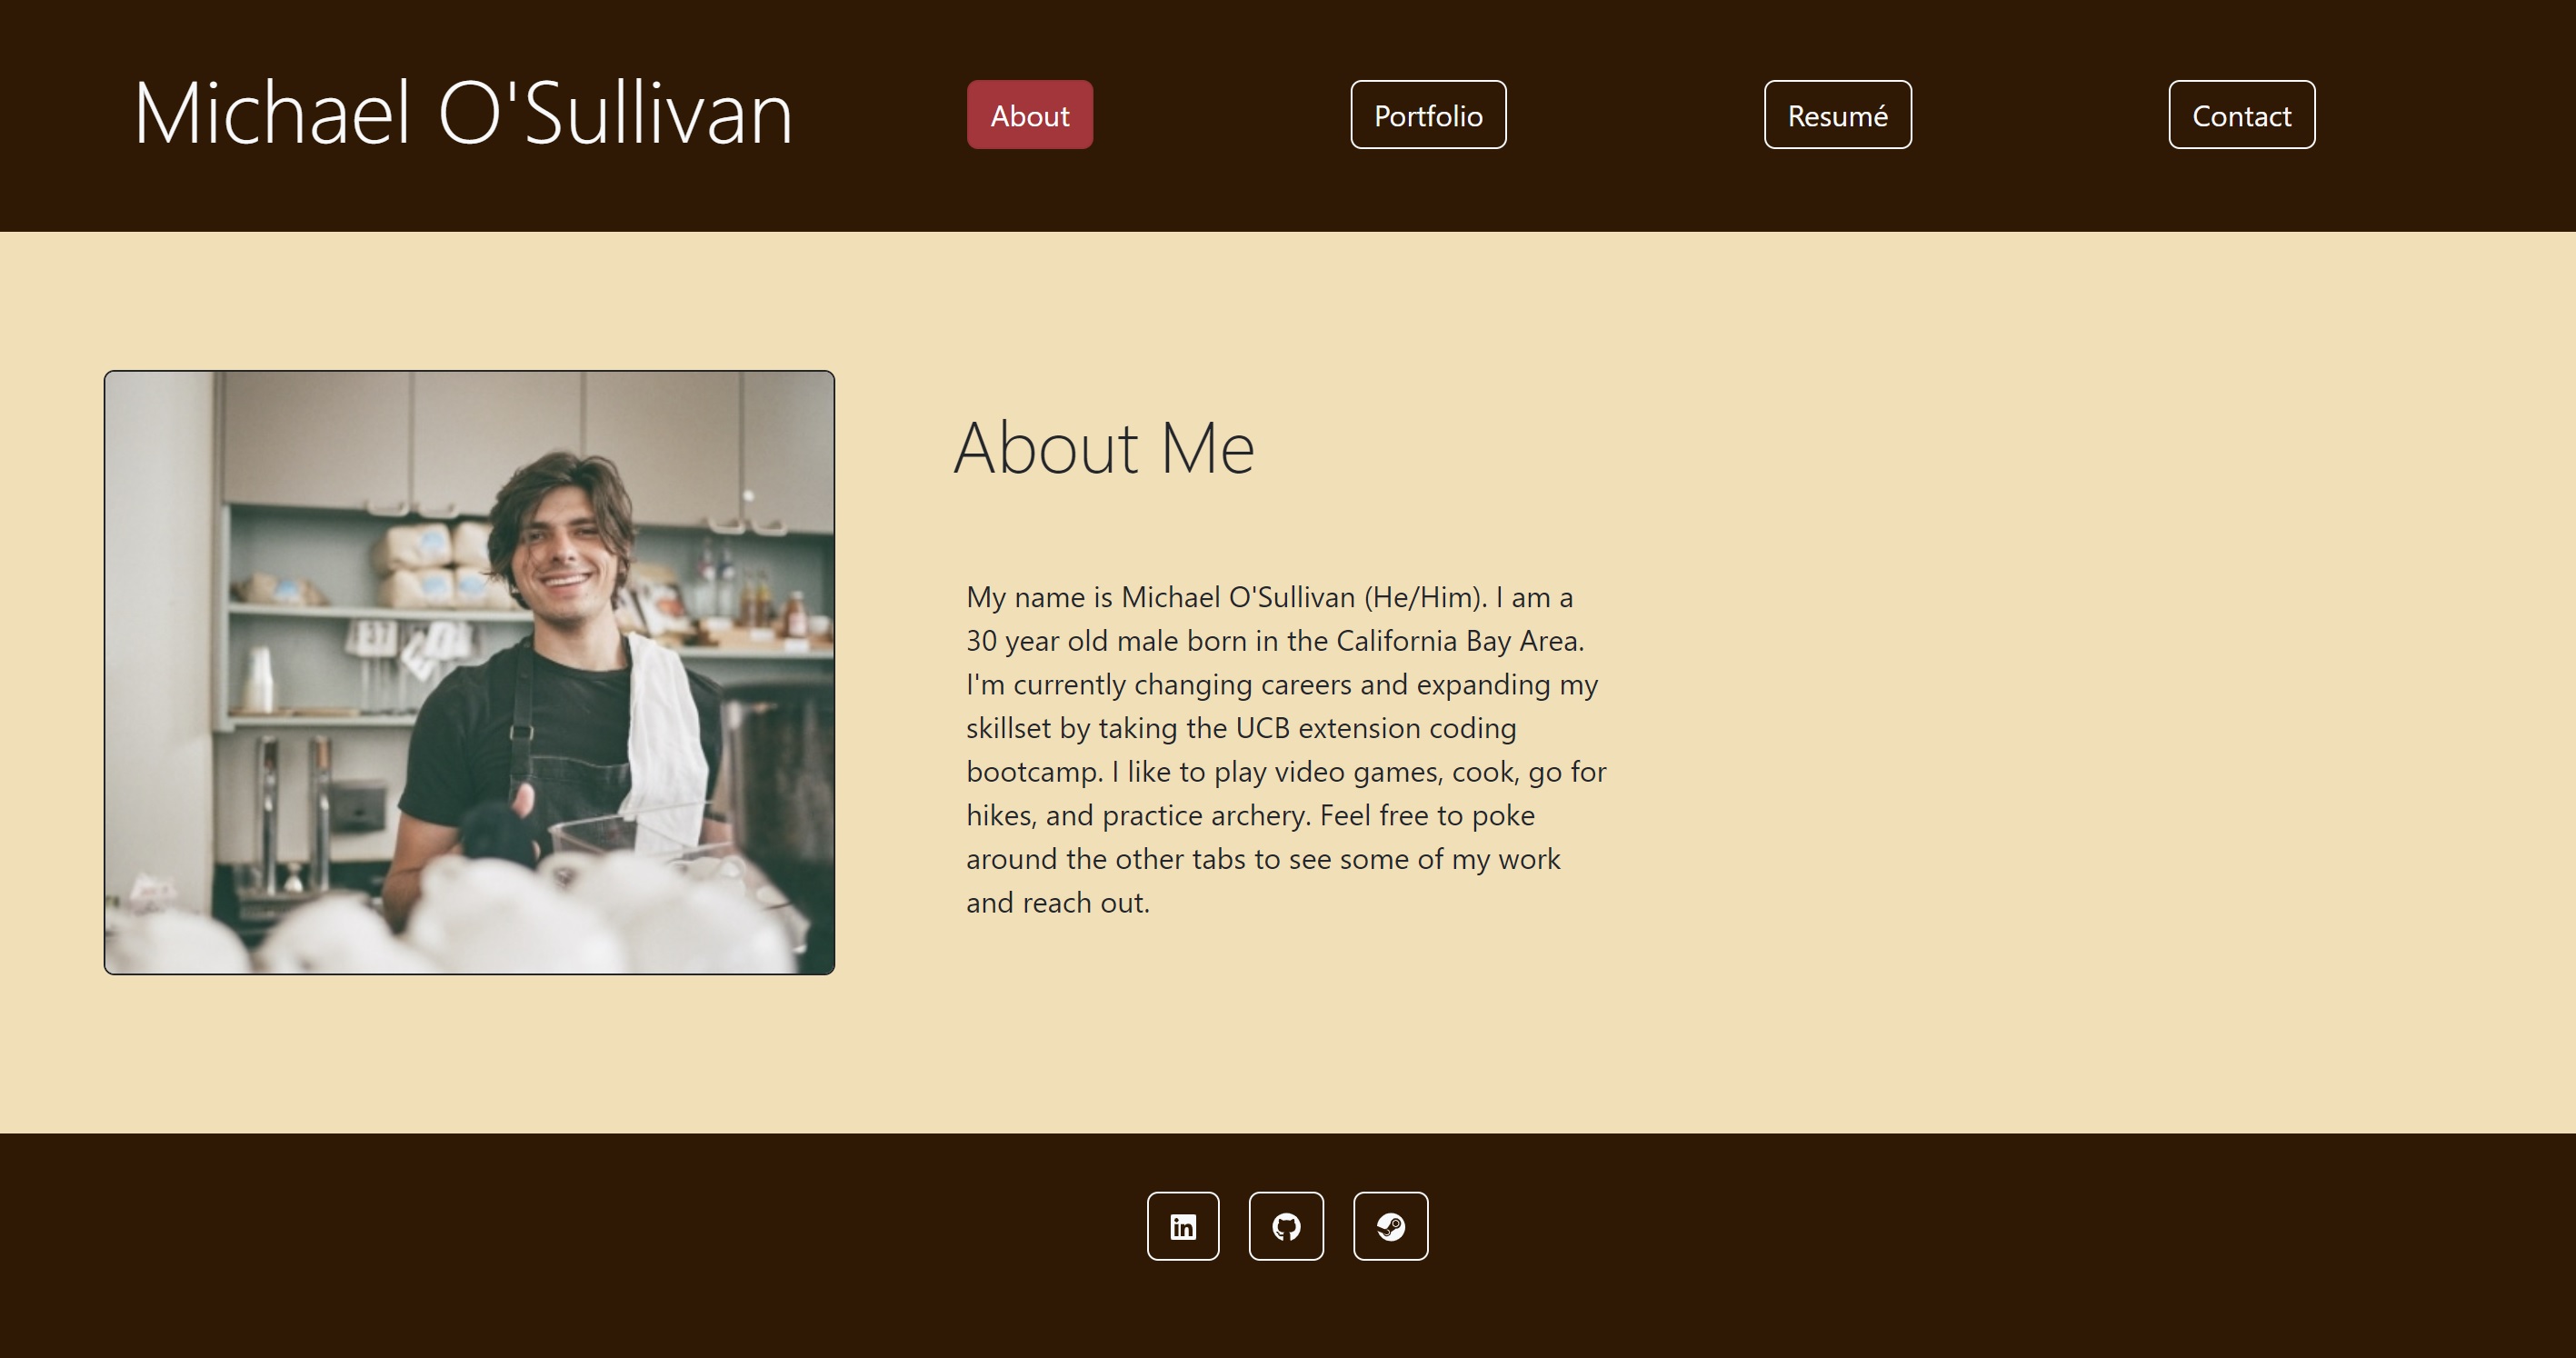 Michael O'Sullivan
About
Portfolio
Resumé
Contact
About Me
My name is Michael O'Sullivan (He/Him). I am a
30 year old male born in the California Bay Area.
I'm currently changing careers and expanding my
skillset by taking the UCB extension coding
bootcamp. I like to play video games, cook, go for
hikes, and practice archery. Feel free to poke
around the other tabs to see some of my work
and reach out.
in